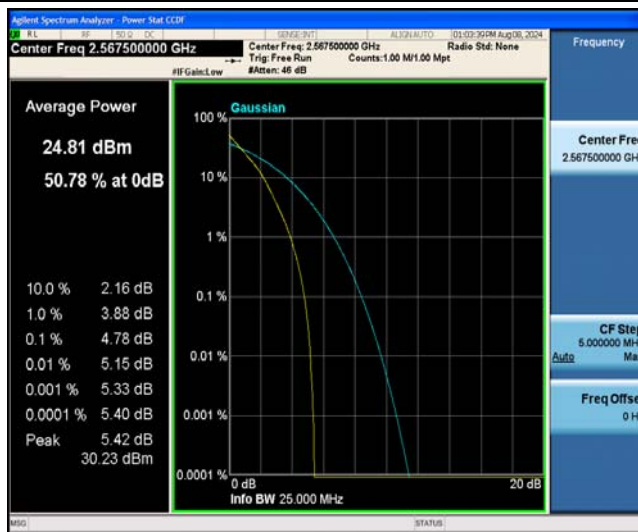 Agilent Spectrum Analyzer - Power Stat CCDF
RL RF 50 Ω DC SENSE:INT ALIGN AUTO 01:03:39 PM Aug 08, 2024
Center Freq 2.567500000 GHz
Center Freq: 2.567500000 GHz Radio Std: None
Trig: Free Run Counts:1.00 M/1.00 Mpt
#IFGain:Low #Atten: 46 dB
Frequency
Average Power
24.81 dBm
50.78 % at 0dB
10.0 % 2.16 dB
1.0 % 3.88 dB
0.1 % 4.78 dB
0.01 % 5.15 dB
0.001 % 5.33 dB
0.0001 % 5.40 dB
Peak 5.42 dB
30.23 dBm
Gaussian
100 %
10 %
1 %
0.1 %
0.01 %
0.001 %
0.0001 %
0 dB 20 dB
Info BW 25.000 MHz
Center Fre
2.567500000 GH
CF Step
5.000000 MH
Auto Ma
Freq Offse
0 H
MSG STATUS